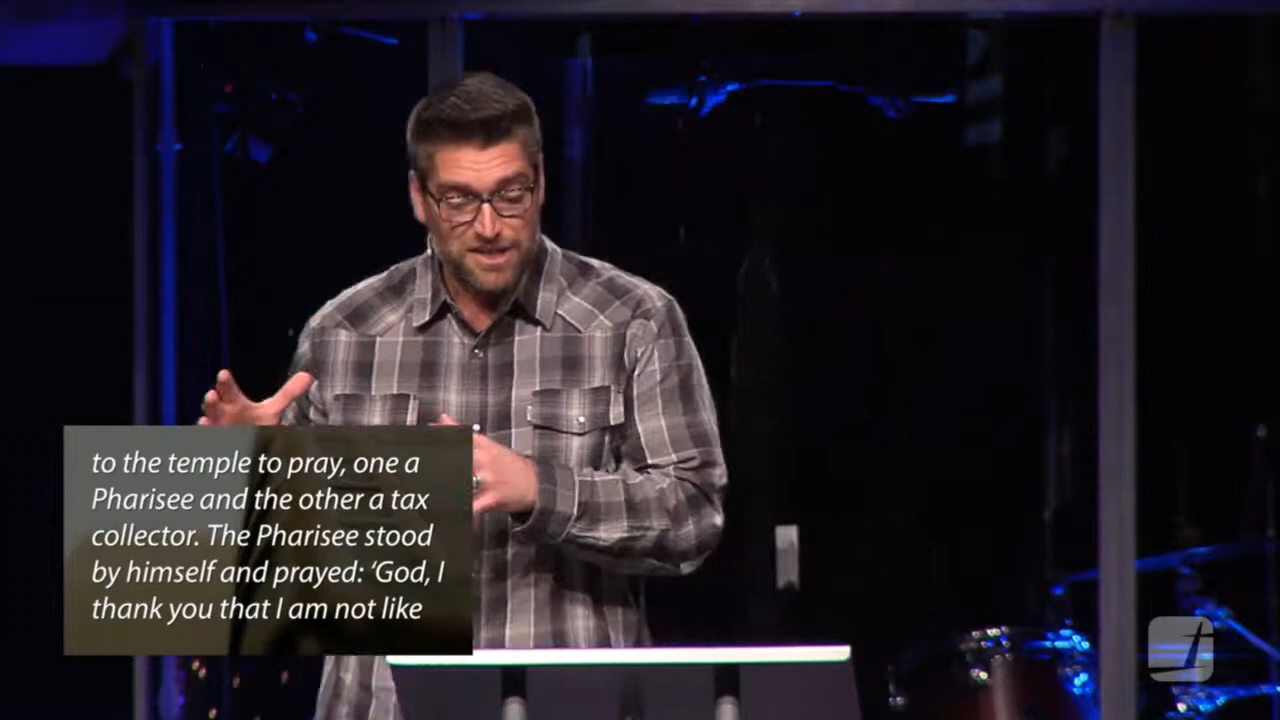 to the temple to pray, one a
Pharisee and the other a tax
collector. The Pharisee stood
by himself and prayed: ‘God, I
thank you that I am not like